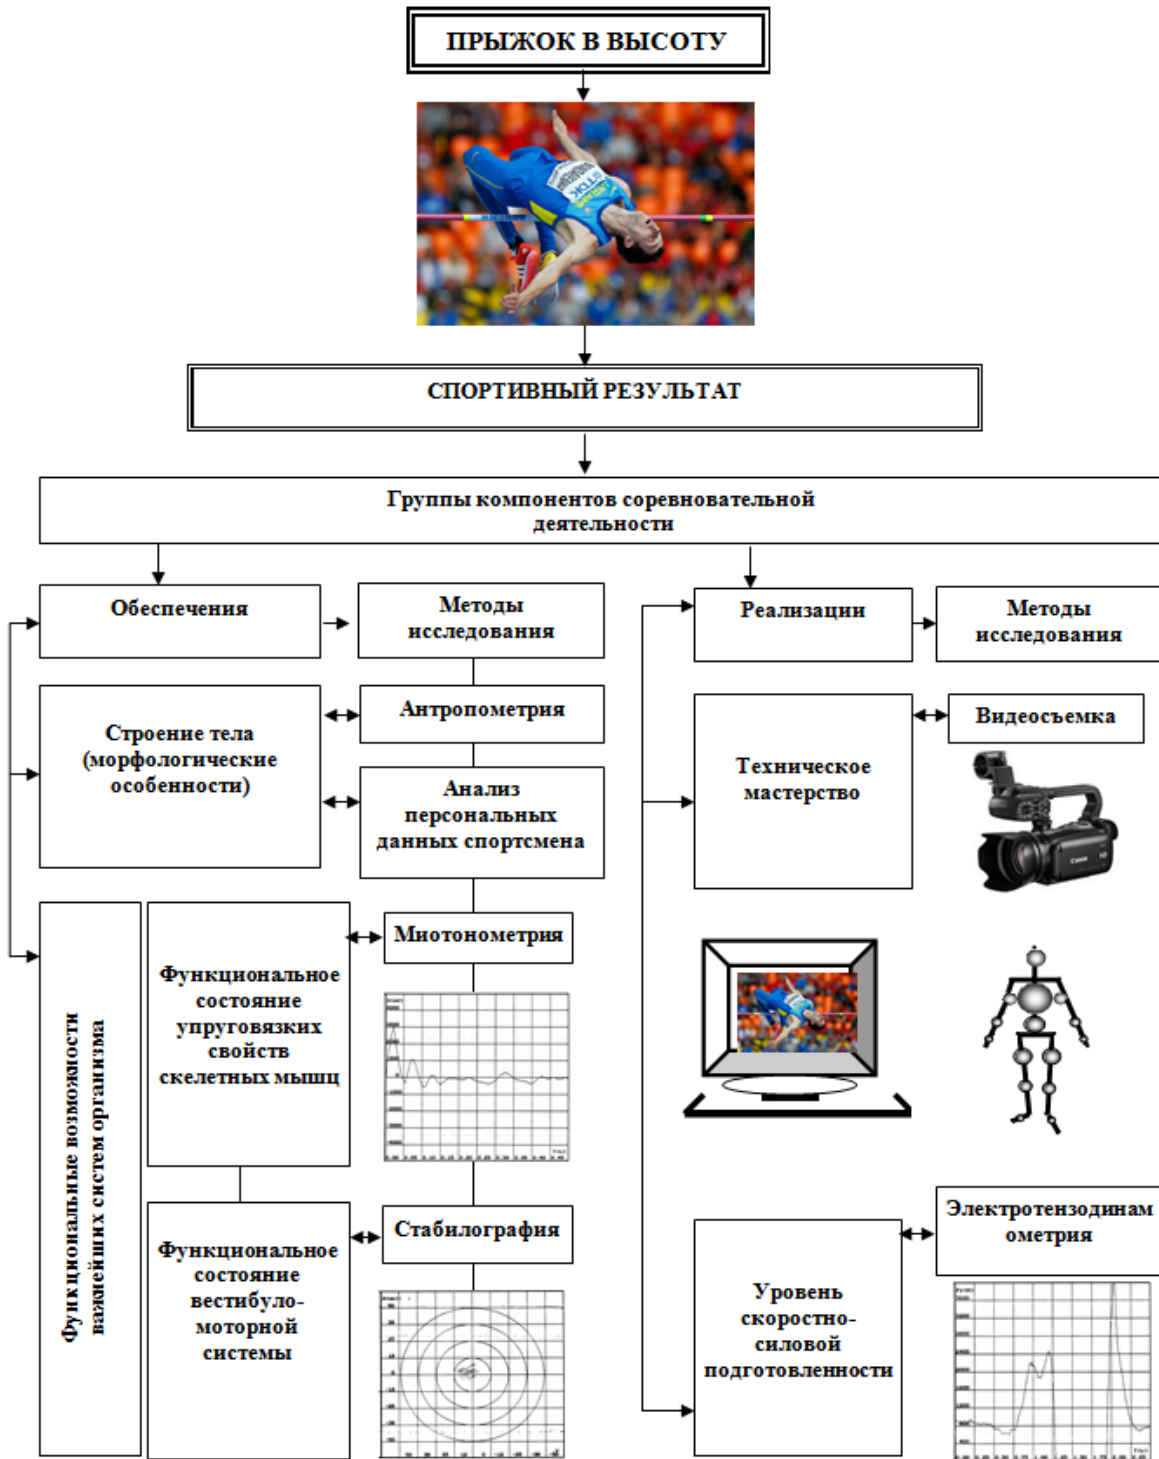 ПРЫЖОК В ВЫСОТУ
TDK
СПОРТИВНЫЙ РЕЗУЛЬТАТ
Группы компонентов соревновательной
деятельности
Обеспечения
Методы
исследования
Реализации
Методы
исследования
Строение тела
(морфологические
особенности)
Антропометрия
Анализ
персональных
данных спортсмена
Техническое
мастерство
Видеосъемка
Canon
Функциональные возможности
важнейших систем организма
Функциональное
состояние
упруговязких
свойств
скелетных мышц
Миотонометрия
Функциональное
состояние
вестибуло-
моторной
системы
Стабилография
Уровень
скоростно-
силовой
подготовленности
Электротензодинам
ометрия